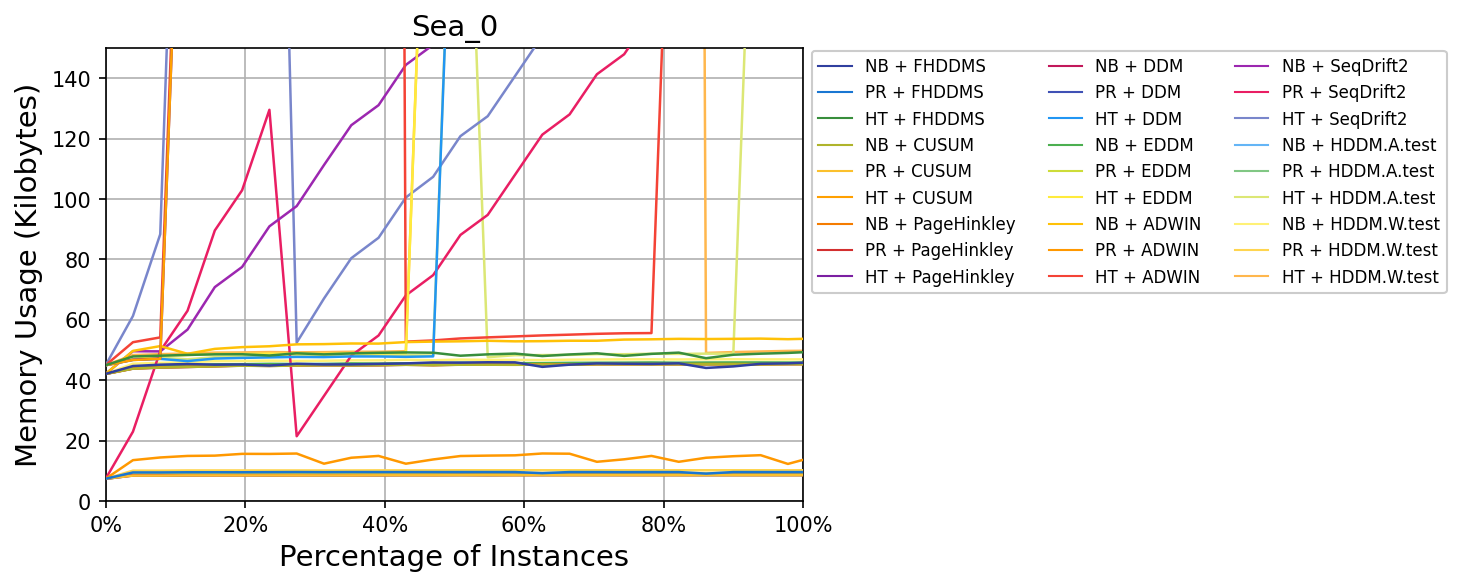 Sea_0
Memory Usage (Kilobytes)
140
120
100
80
60
40
20
0
0% 20% 40% 60% 80% 100%
Percentage of Instances
NB + FHDDMS
PR + FHDDMS
HT + FHDDMS
NB + CUSUM
PR + CUSUM
HT + CUSUM
NB + PageHinkley
PR + PageHinkley
HT + PageHinkley
NB + DDM
PR + DDM
HT + DDM
NB + EDDM
PR + EDDM
HT + EDDM
NB + ADWIN
PR + ADWIN
HT + ADWIN
NB + SeqDrift2
PR + SeqDrift2
HT + SeqDrift2
NB + HDDM.A.test
PR + HDDM.A.test
HT + HDDM.A.test
NB + HDDM.W.test
PR + HDDM.W.test
HT + HDDM.W.test